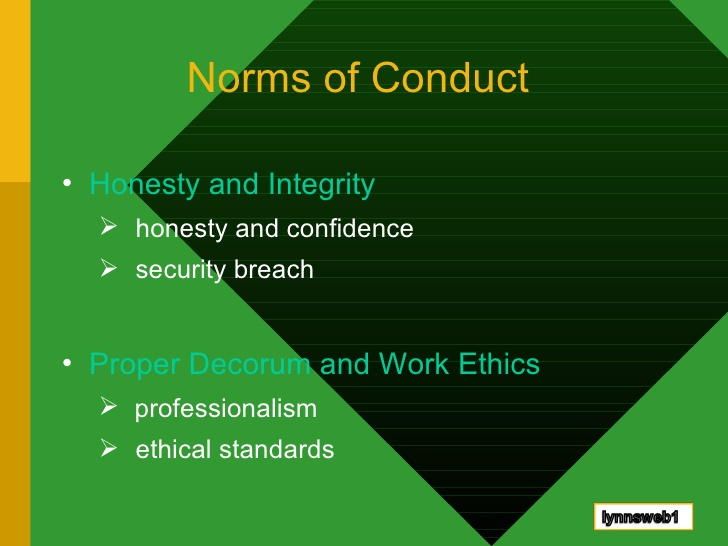 Norms of Conduct
• Honesty and Integrity
➢ honesty and confidence
➢ security breach
• Proper Decorum and Work Ethics
➢ professionalism
➢ ethical standards
lynnsweb1